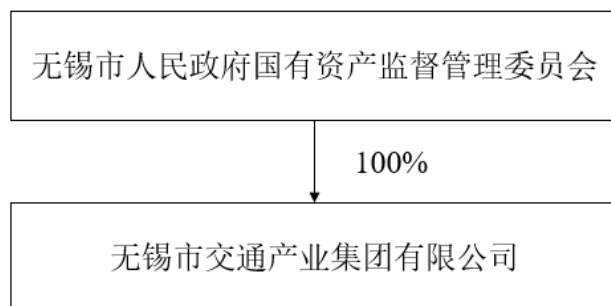 无锡市人民政府国有资产监督管理委员会
100%
无锡市交通产业集团有限公司